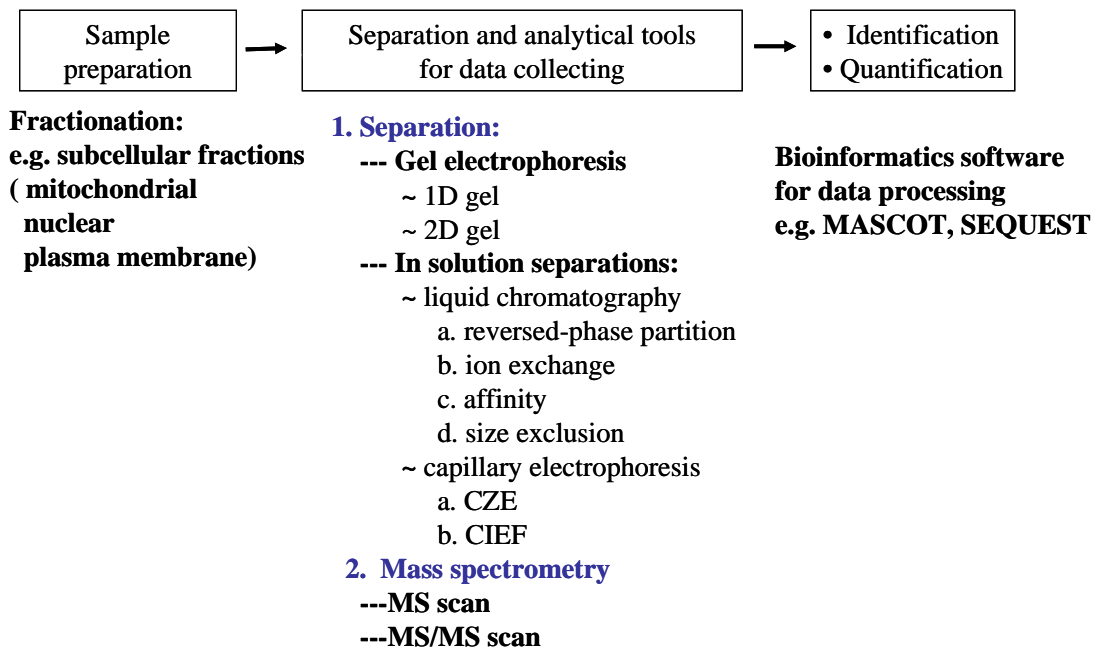 Sample
preparation
Separation and analytical tools
for data collecting
• Identification
• Quantification
Fractionation:
e.g. subcellular fractions
( mitochondrial
nuclear
plasma membrane)
1. Separation:
--- Gel electrophoresis
~ 1D gel
~ 2D gel
--- In solution separations:
~ liquid chromatography
a. reversed-phase partition
b. ion exchange
c. affinity
d. size exclusion
~ capillary electrophoresis
a. CZE
b. CIEF
2. Mass spectrometry
---MS scan
---MS/MS scan
Bioinformatics software
for data processing
e.g. MASCOT, SEQUEST